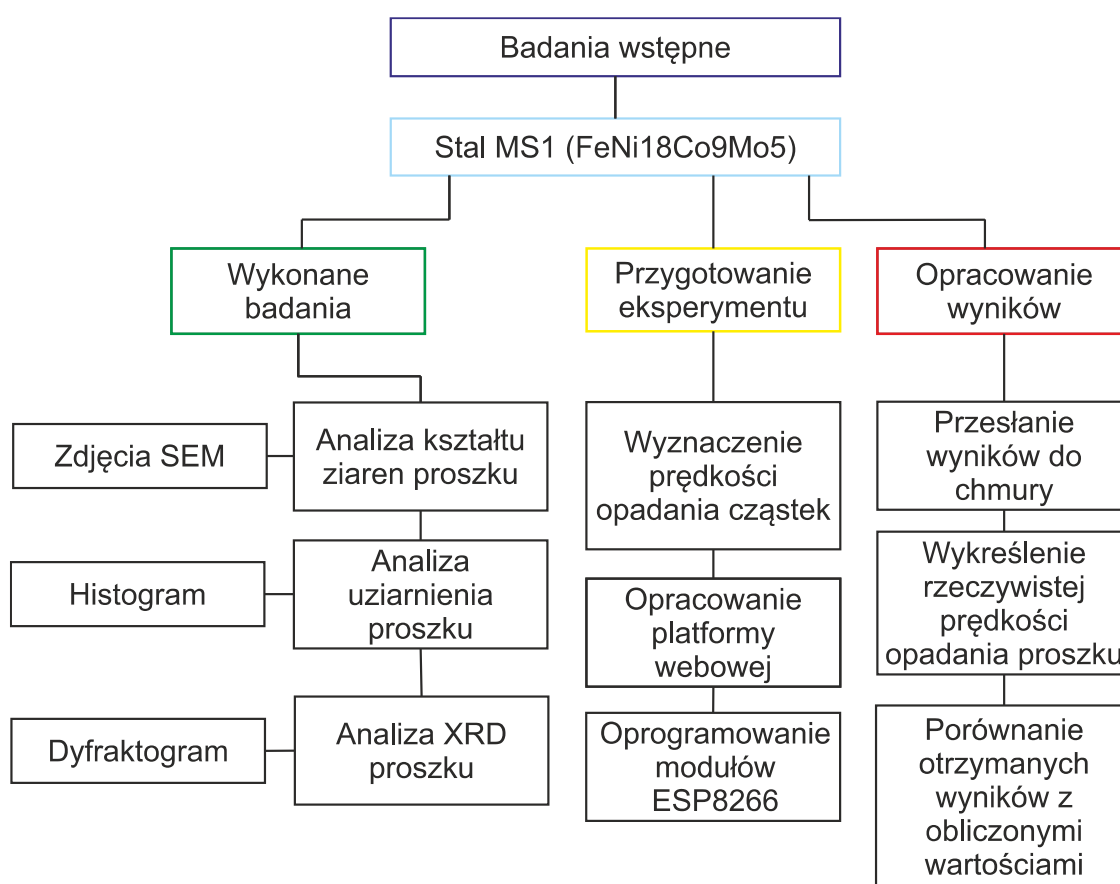 Badania wstępne
Stal MS1 (FeNi18Co9Mo5)
Wykonane
badania
Przygotowanie
eksperymentu
Opracowanie
wyników
Zdjęcia SEM
Analiza kształtu
ziaren proszku
Histogram
Analiza
uziarnienia
proszku
Dyfraktogram
Analiza XRD
proszku
Wyznaczenie
prędkości
opadania cząstek
Opracowanie
platformy
webowej
Oprogramowanie
modułów
ESP8266
Przesłanie
wyników do
chmury
Wykreślenie
rzeczywistej
prędkości
opadania proszku
Porównanie
otrzymanych
wyników z
obliczonymi
wartościami